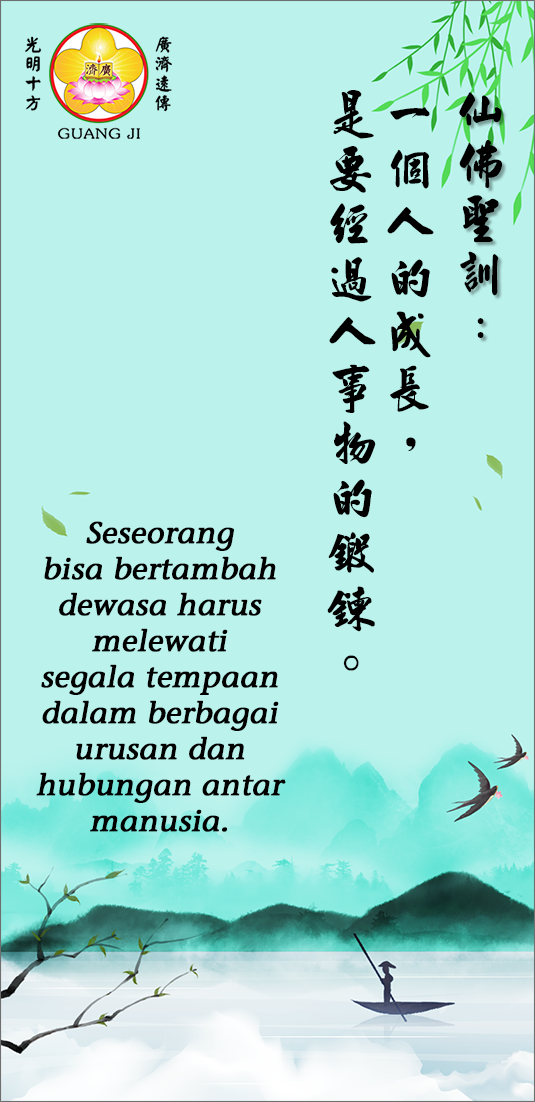 光明十方
廣濟
廣濟遠傳
GUANG JI
仙佛聖訓：
一個人的成長，
是要經過人事物的鍛鍊。
Seseorang
bisa bertambah
dewasa harus
melewati
segala tempaan
dalam berbagai
urusan dan
hubungan antar
manusia.